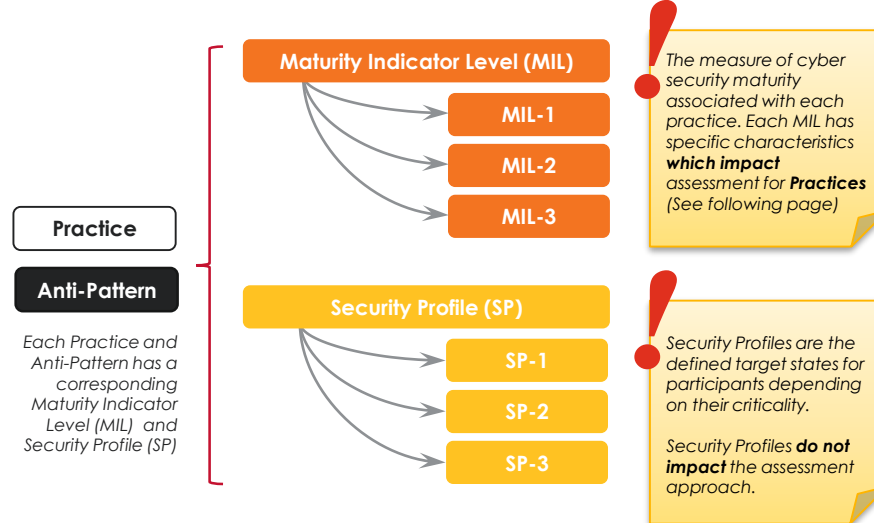 Practice
Anti-Pattern
Each Practice and
Anti-Pattern has a
corresponding
Maturity Indicator
Level (MIL) and
Security Profile (SP)
Maturity Indicator Level (MIL)
MIL-1
MIL-2
MIL-3
Security Profile (SP)
SP-1
SP-2
SP-3
The measure of cyber
security maturity
associated with each
practice. Each MIL has
specific characteristics
which impact
assessment for Practices
(See following page)
Security Profiles are the
defined target states for
participants depending
on their criticality.
Security Profiles do not
impact the assessment
approach.